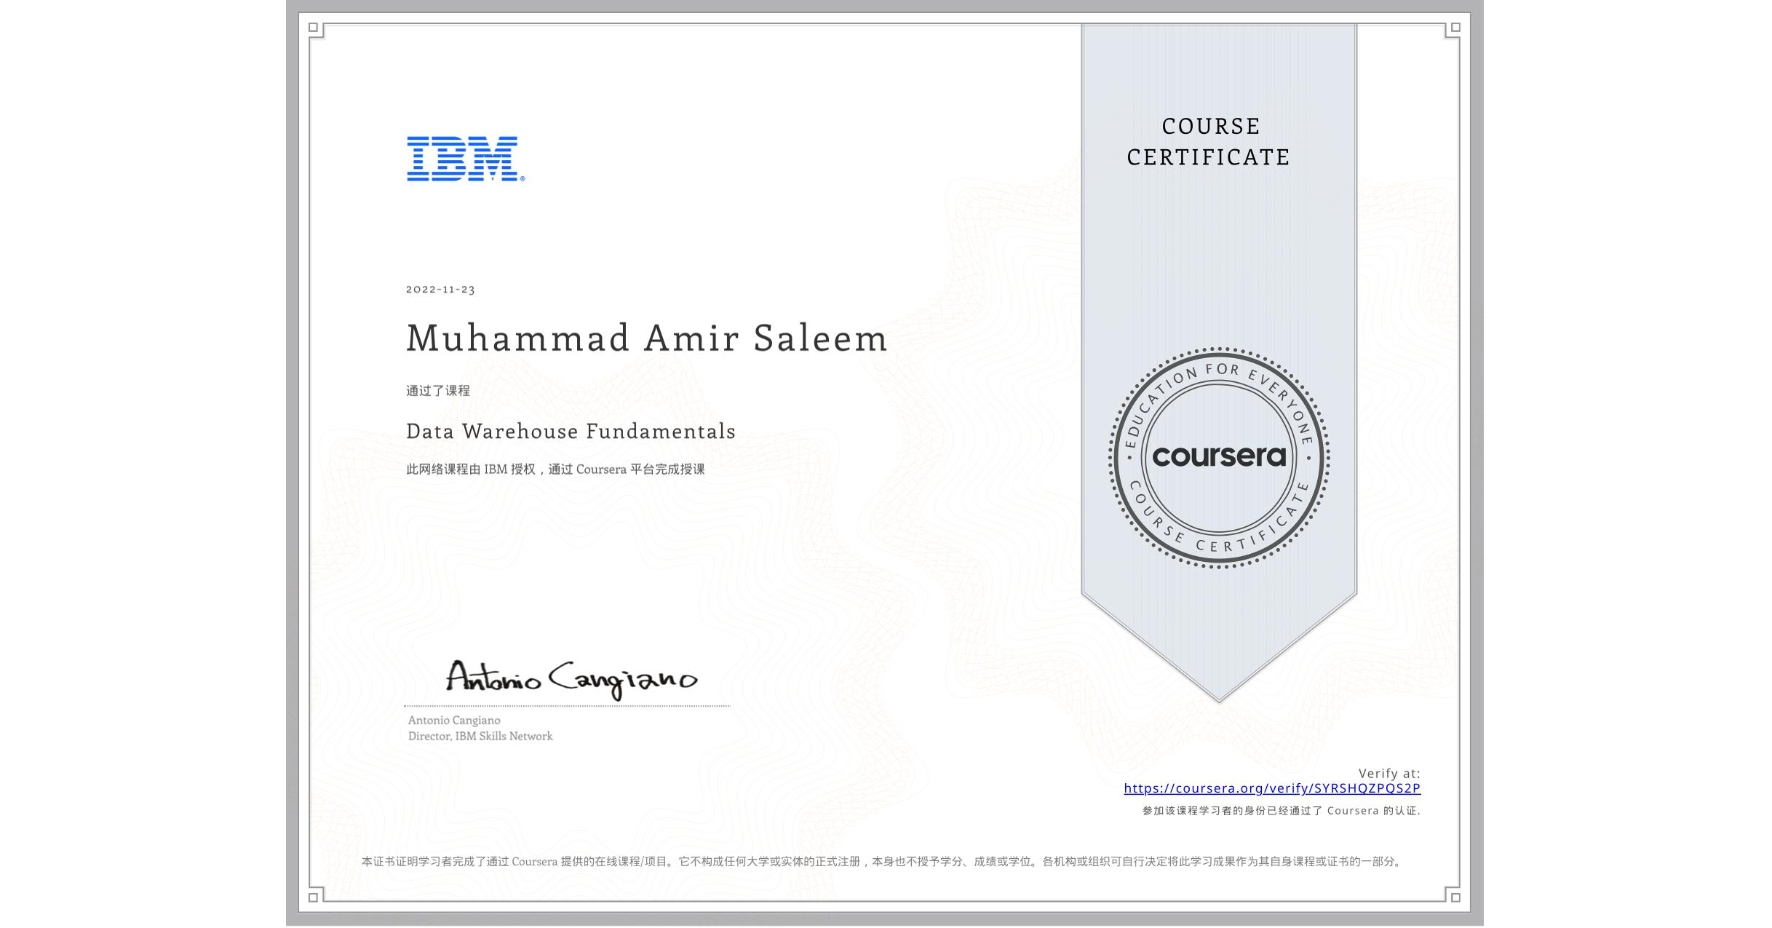 IBM®
COURSE
CERTIFICATE
2022-11-23
Muhammad Amir Saleem
通过了课程
Data Warehouse Fundamentals
此网络课程由 IBM 授权，通过 Coursera 平台完成授课
EDUCATION FOR EVERYONE
coursera
COURSE CERTIFICATE
Antonio Cangiano
Antonio Cangiano
Director, IBM Skills Network
Verify at:
https://coursera.org/verify/SYRSHQZPQS2P
参加该课程学习者的身份已经通过了 Coursera 的认证.
本证书证明学习者完成了通过 Coursera 提供的在线课程/项目。它不构成任何大学或实体的正式注册，本身也不授予学分、成绩或学位。各机构或组织可自行决定将此学习成果作为其自身课程或证书的一部分。